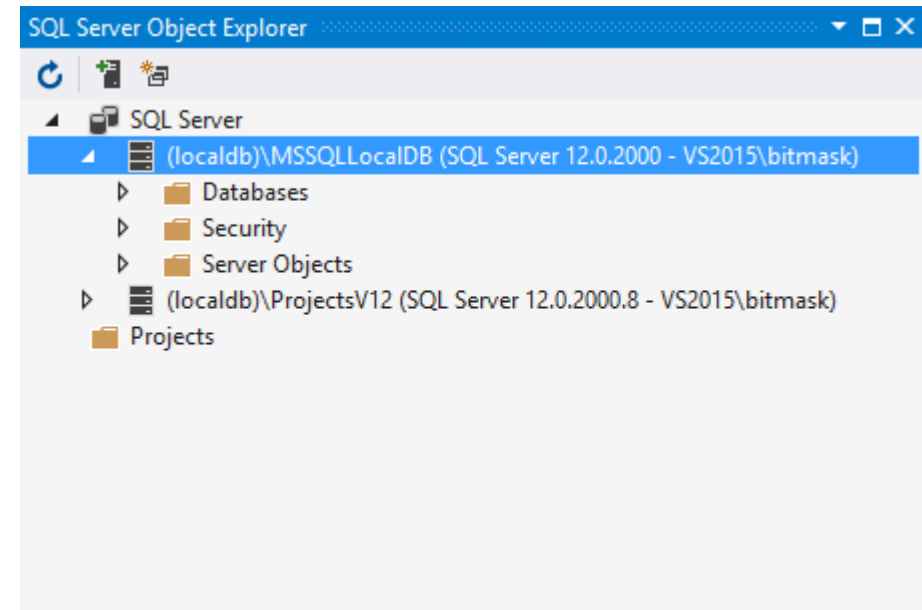 SQL Server Object Explorer
SQL Server
(localdb)\MSSQLLocalDB (SQL Server 12.0.2000 - VS2015\bitmask)
Databases
Security
Server Objects
(localdb)\ProjectsV12 (SQL Server 12.0.2000.8 - VS2015\bitmask)
Projects